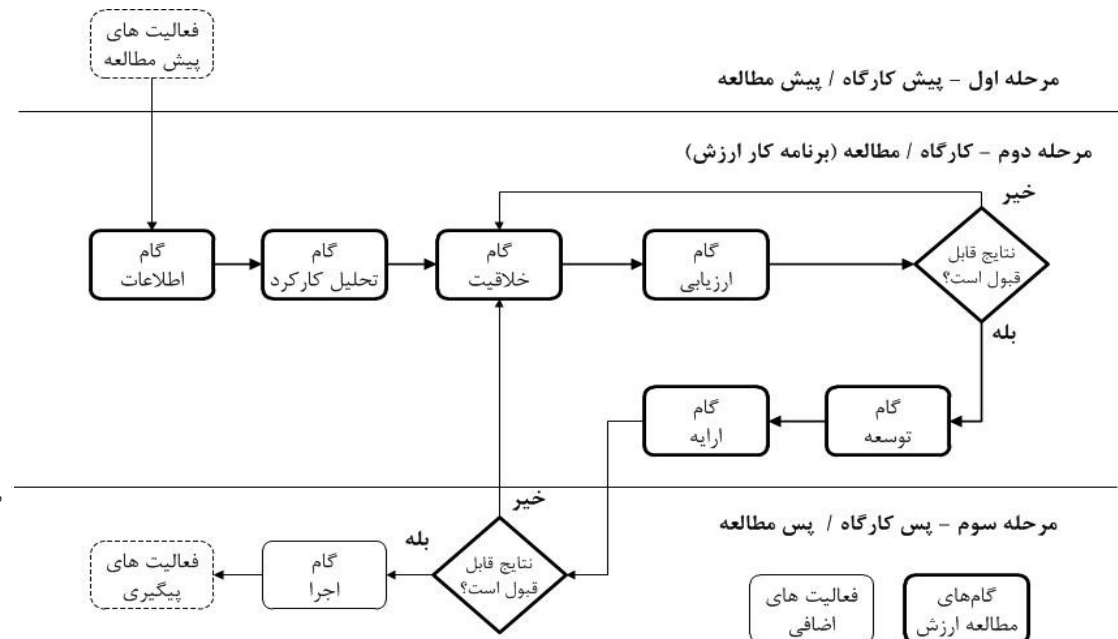 فعالیت های
پیش مطالعه
مرحله اول – پیش کارگاه / پیش مطالعه
مرحله دوم – کارگاه / مطالعه (برنامه کار ارزش)
خیر
گام
اطلاعات
گام
تحلیل کارکرد
گام
خلاقیت
گام
ارزیابی
نتایج قابل
قبول است؟
بله
گام
توسعه
گام
ارایه
مرحله سوم – پس کارگاه / پس مطالعه
خیر
نتایج قابل
قبول است؟
بله
گام
اجرا
فعالیت های
پیگیری
گام‌های
مطالعه ارزش
فعالیت های
اضافی